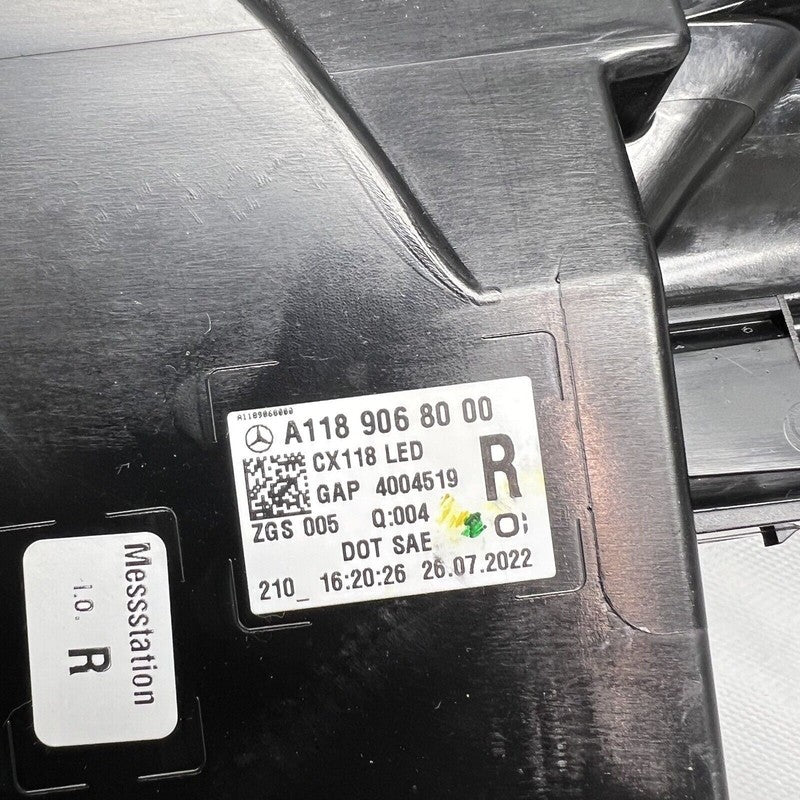 A1189068000
A118 906 80 00
CX118 LED
R
GAP 4004519
ZGS 005 Q:004
DOT SAE
210_ 16:20:26 26.07.2022
Messstation
1.0.
R